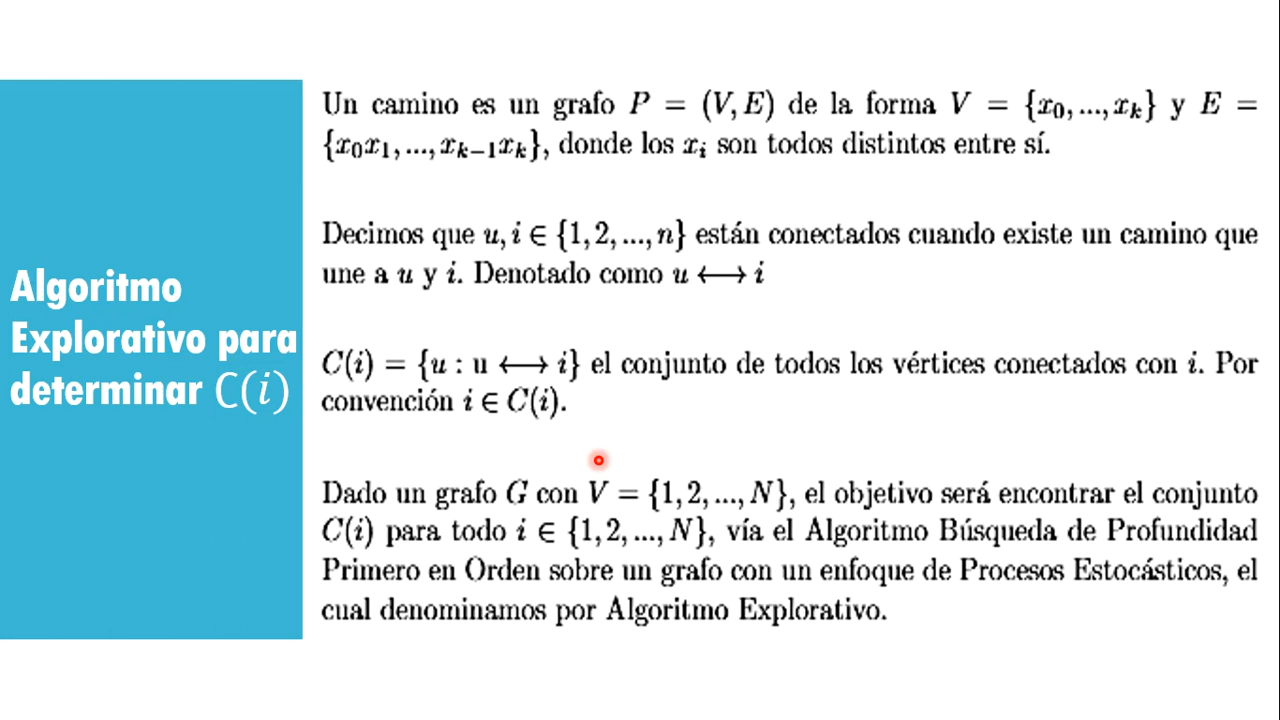 Algoritmo
Explorativo para
determinar C(i)
Un camino es un grafo P = (V, E) de la forma V = {x₀, ..., xₖ} y E =
{x₀x₁, ..., xₖ₋₁xₖ}, donde los xᵢ son todos distintos entre sí.
Decimos que u, i ∈ {1, 2, ..., n} están conectados cuando existe un camino que
une a u y i. Denotado como u ⟷ i
C(i) = {u : u ⟷ i} el conjunto de todos los vértices conectados con i. Por
convención i ∈ C(i).
Dado un grafo G con V = {1, 2, ..., N}, el objetivo será encontrar el conjunto
C(i) para todo i ∈ {1, 2, ..., N}, vía el Algoritmo Búsqueda de Profundidad
Primero en Orden sobre un grafo con un enfoque de Procesos Estocásticos, el
cual denominamos por Algoritmo Explorativo.